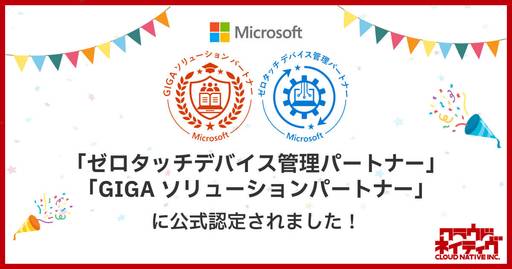 Microsoft
GIGA ソリューション パートナー
Microsoft
ゼロタッチ デバイス管理パートナー
Microsoft
「ゼロタッチデバイス管理パートナー」
「GIGA ソリューションパートナー」
に公式認定されました！
クラウド
ネイティヴ
CLOUD NATIVE INC.